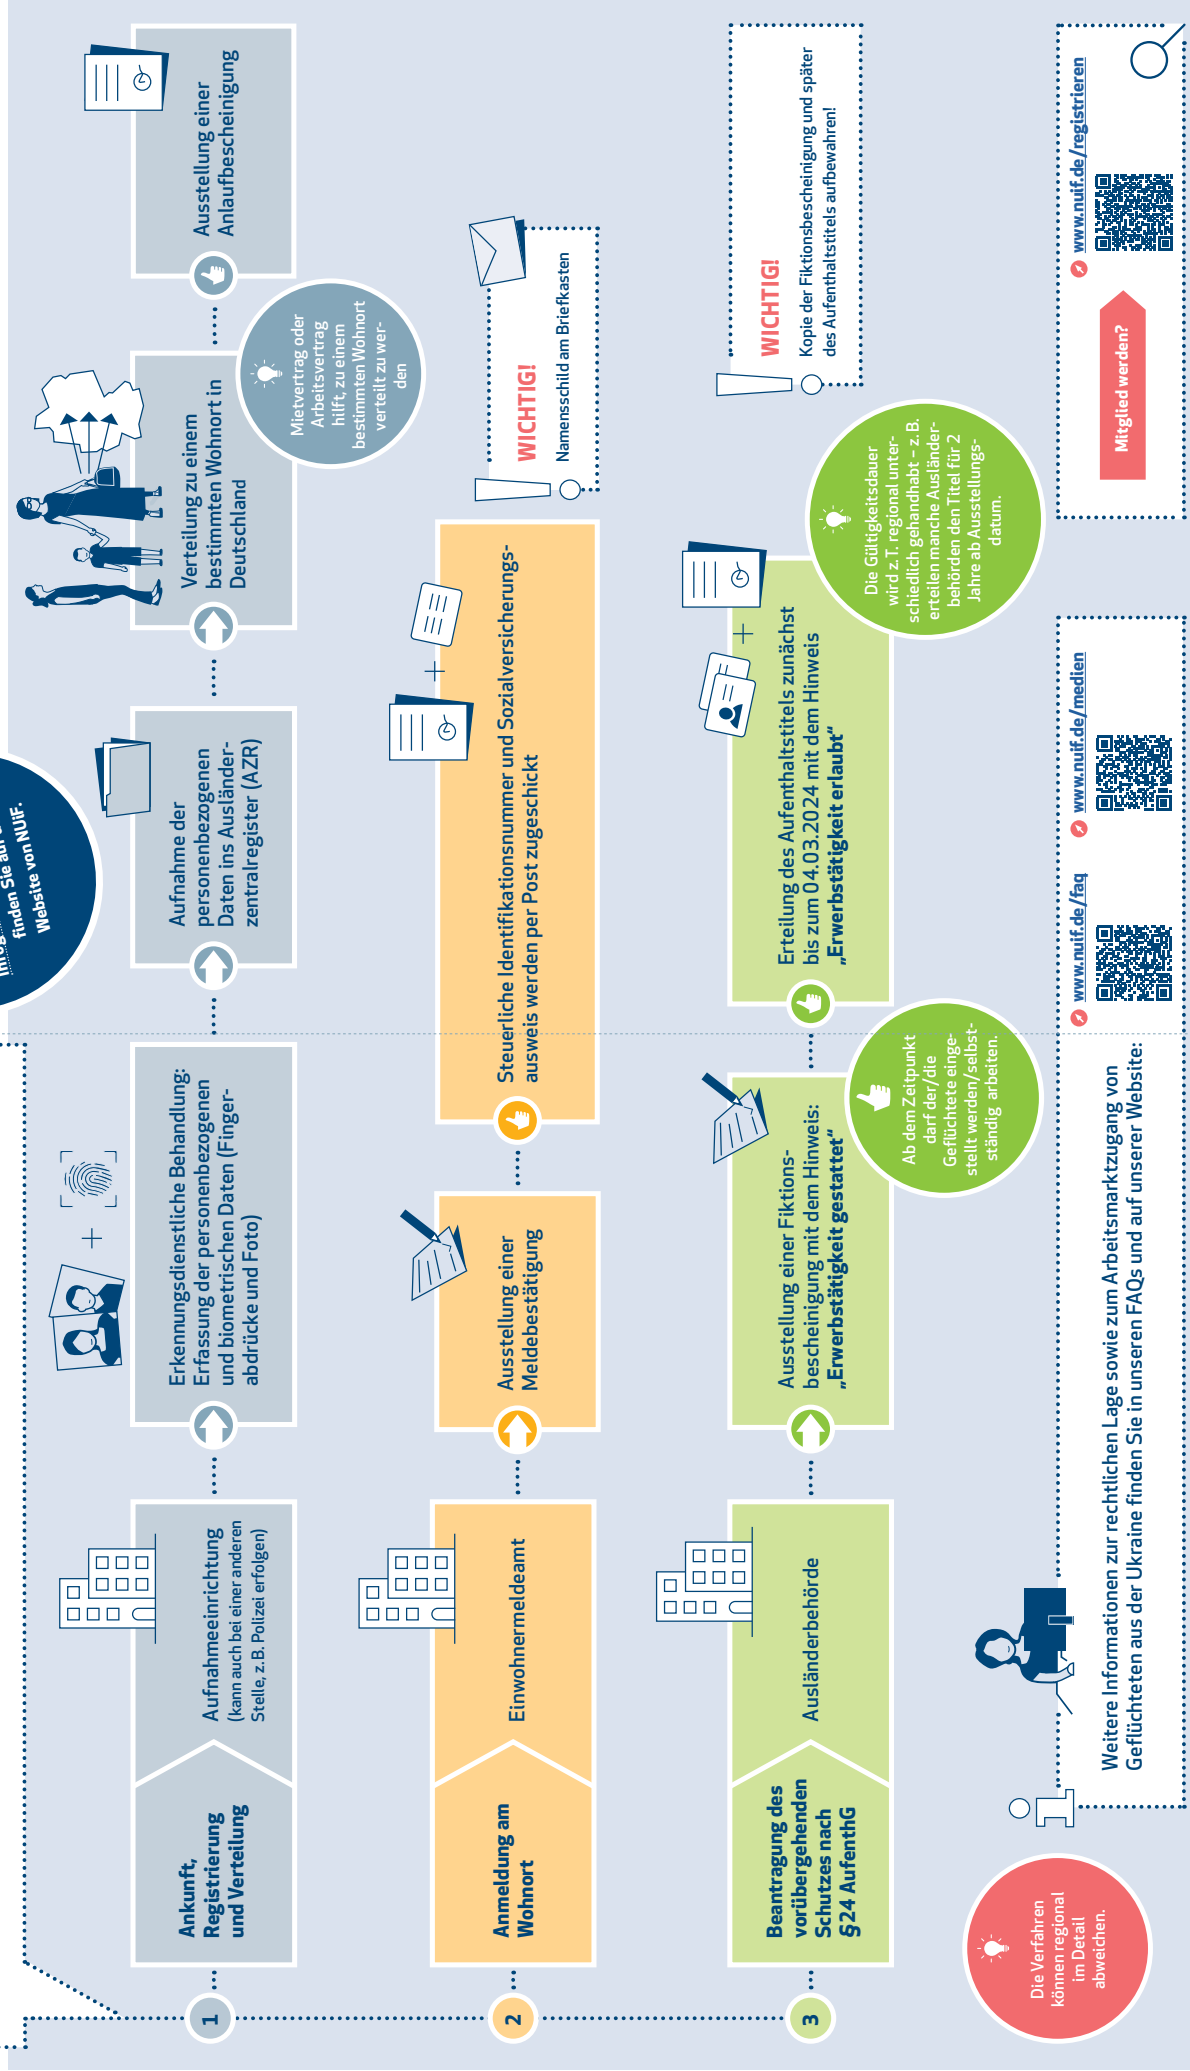 finden Sie auf
Website von NUiF.
1
Ankunft,
Registrierung
und Verteilung
Aufnahmeeinrichtung
(kann auch bei einer anderen
Stelle, z.B. Polizei erfolgen)
Erkennungsdienstliche Behandlung:
Erfassung der personenbezogenen
und biometrischen Daten (Finger-
abdrücke und Foto)
Aufnahme der
personenbezogenen
Daten ins Ausländer-
zentralregister (AZR)
Verteilung zu einem
bestimmten Wohnort in
Deutschland
Mietvertrag oder
Arbeitsvertrag
hilft, zu einem
bestimmten Wohnort
verteilt zu wer-
den
Ausstellung einer
Anlaufbescheinigung
2
Anmeldung am
Wohnort
Einwohnermeldeamt
Ausstellung einer
Meldebestätigung
Steuerliche Identifikationsnummer und Sozialversicherungs-
ausweis werden per Post zugeschickt
WICHTIG!
Namensschild am Briefkasten
3
Beantragung des
vorübergehenden
Schutzes nach
§24 AufenthG
Ausländerbehörde
Ausstellung einer Fiktions-
bescheinigung mit dem Hinweis:
„Erwerbstätigkeit gestattet“
Ab dem Zeitpunkt
darf der/die
Geflüchtete einge-
stellt werden/selbst-
ständig arbeiten.
Erteilung des Aufenthaltstitels zunächst
bis zum 04.03.2024 mit dem Hinweis
„Erwerbstätigkeit erlaubt“
Die Gültigkeitsdauer
wird z.T. regional unter-
schiedlich gehandhabt – z.B.
erteilen manche Ausländer-
behörden den Titel für 2
Jahre ab Ausstellungs-
datum.
WICHTIG!
Kopie der Fiktionsbescheinigung und später
des Aufenthaltstitels aufbewahren!
Die Verfahren
können regional
im Detail
abweichen.
Weitere Informationen zur rechtlichen Lage sowie zum Arbeitsmarktzugang von
Geflüchteten aus der Ukraine finden Sie in unseren FAQs und auf unserer Website:
www.nuif.de/faq
www.nuif.de/medien
Mitglied werden?
www.nuif.de/registrieren